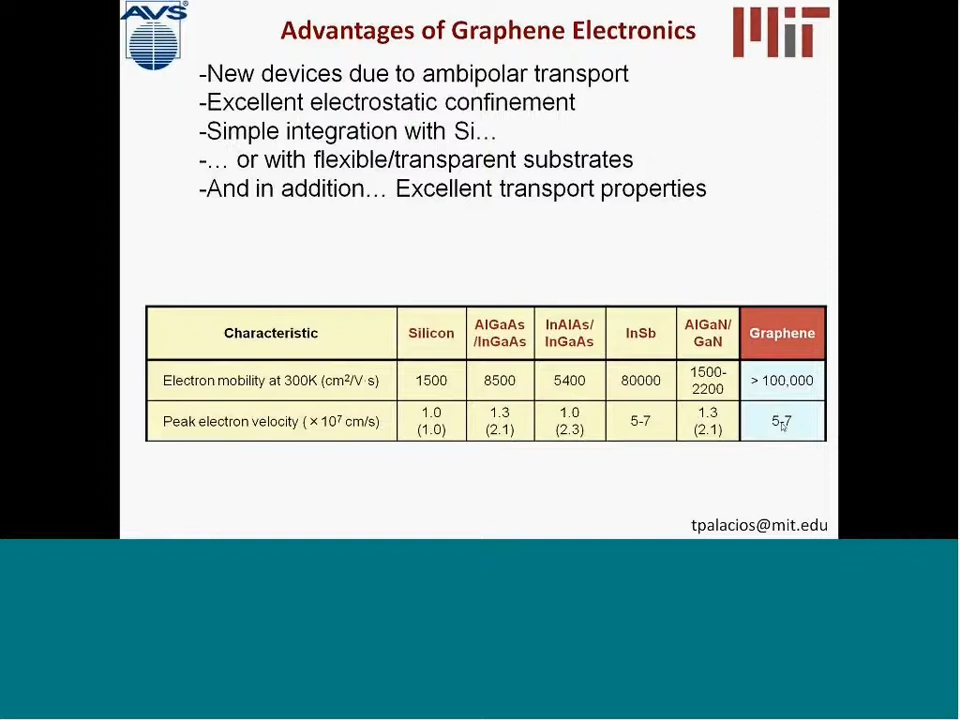 AVS
Advantages of Graphene Electronics
MIT
-New devices due to ambipolar transport
-Excellent electrostatic confinement
-Simple integration with Si…
-… or with flexible/transparent substrates
-And in addition… Excellent transport properties
Characteristic Silicon AlGaAs /InGaAs InAlAs/ InGaAs InSb AlGaN/ GaN Graphene
Electron mobility at 300K (cm²/V·s) 1500 8500 5400 80000 1500-2200 > 100,000
Peak electron velocity (×10⁷ cm/s) 1.0 (1.0) 1.3 (2.1) 1.0 (2.3) 5-7 1.3 (2.1) 5-7
tpalacios@mit.edu